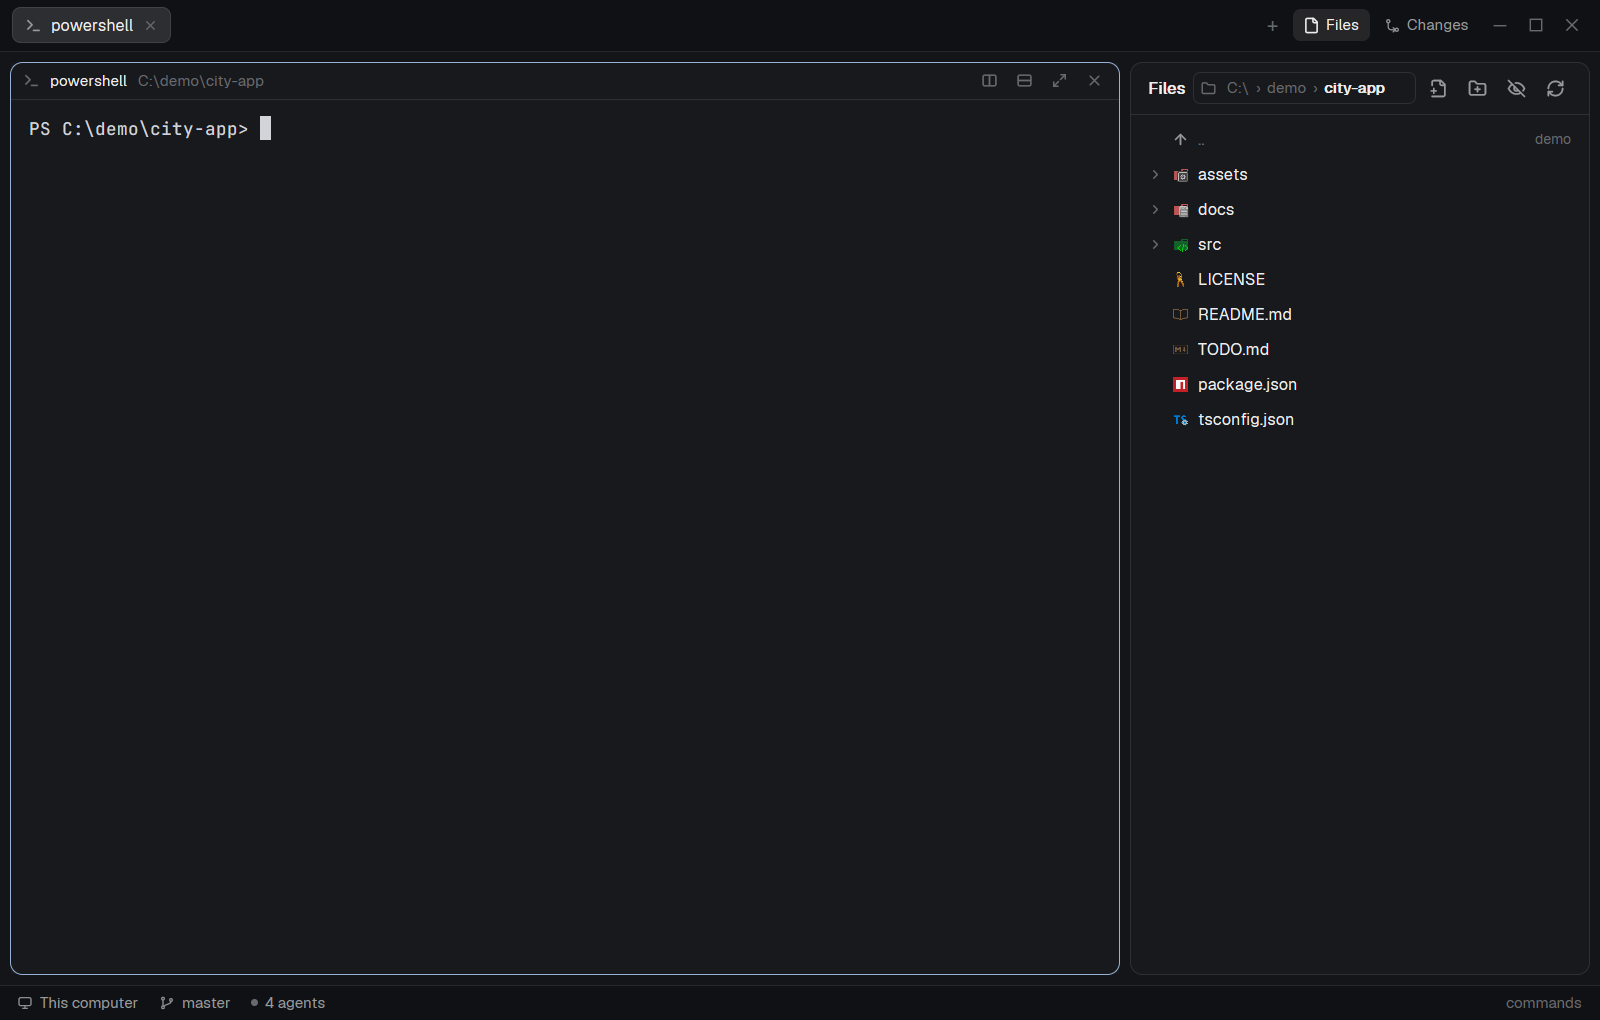 powershell
+ Files Changes
powershell C:\demo\city-app
PS C:\demo\city-app>
Files C:\ › demo › city-app
.. demo
assets
docs
src
LICENSE
README.md
TODO.md
package.json
tsconfig.json
This computer master 4 agents commands